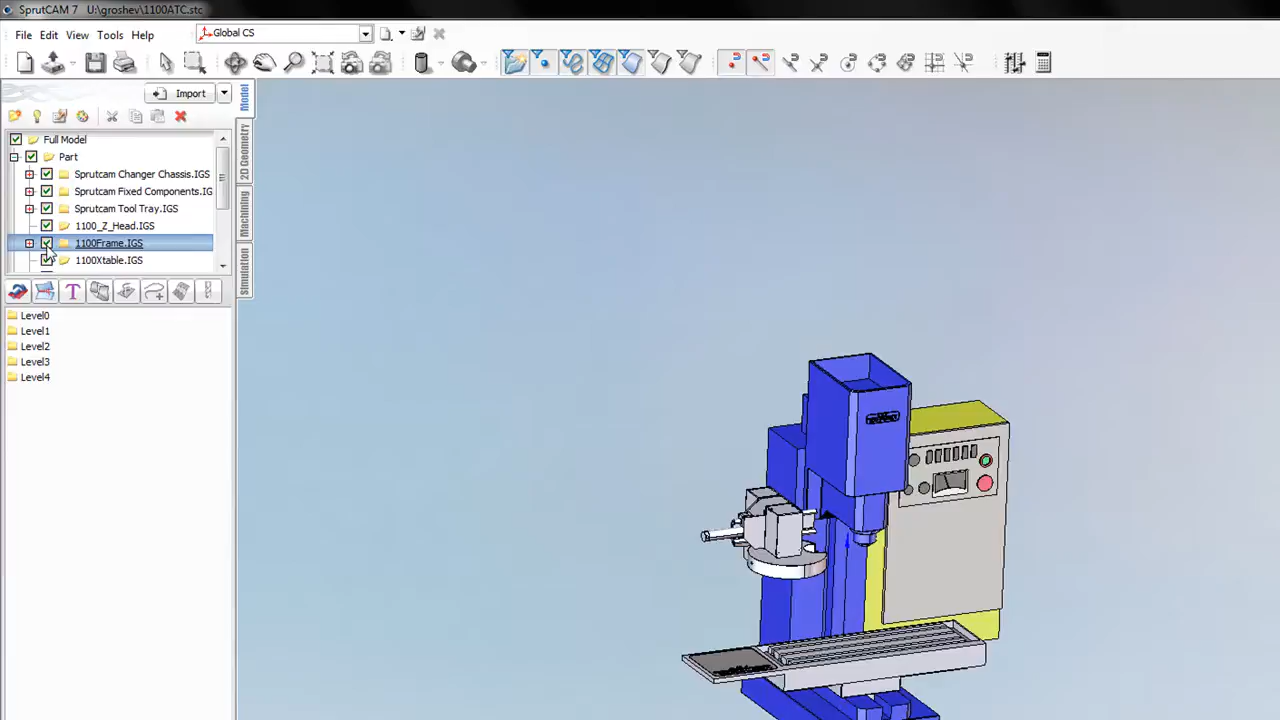 SprutCAM 7 U:\groshev\1100ATC.stc
File Edit View Tools Help
Global CS
Import
Full Model
Part
Sprutcam Changer Chassis.IGS
Sprutcam Fixed Components.IG
Sprutcam Tool Tray.IGS
1100_Z_Head.IGS
1100Frame.IGS
1100Xtable.IGS
Model
2D Geometry
Machining
Simulation
T
Level0
Level1
Level2
Level3
Level4